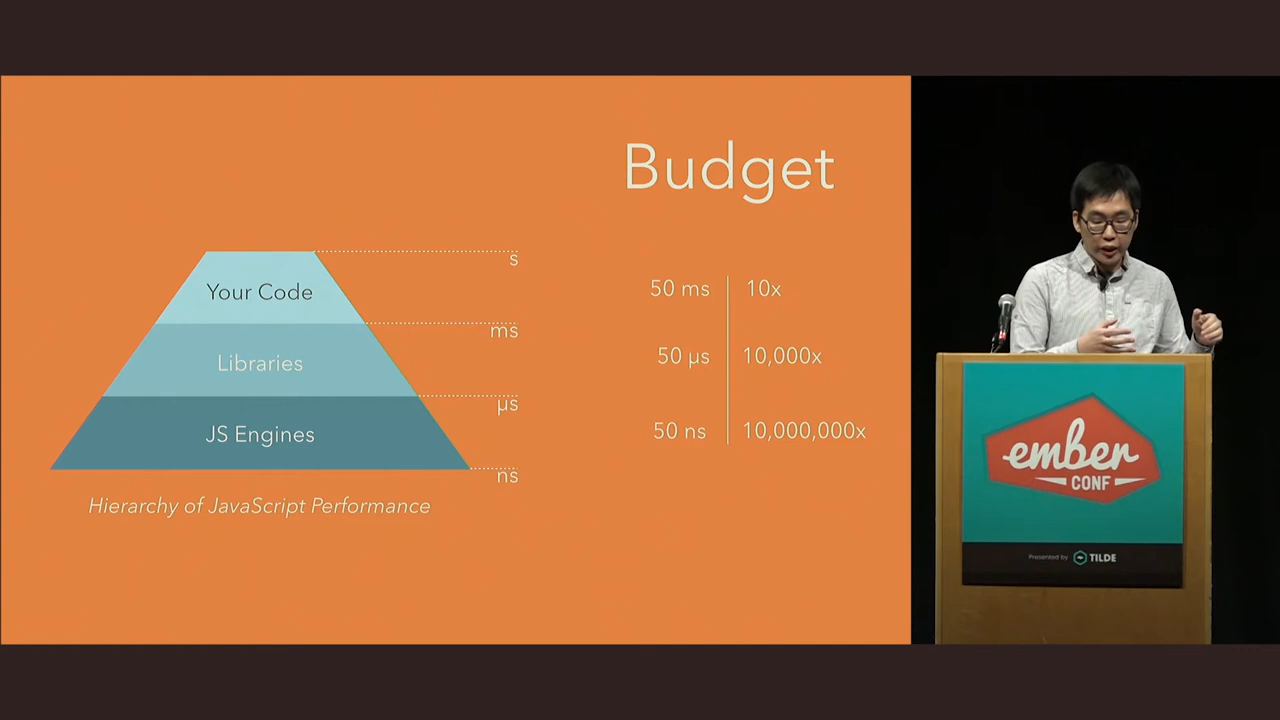 Budget
s
Your Code
50 ms 10x
ms
Libraries
50 µs 10,000x
µs
JS Engines
50 ns 10,000,000x
ns
Hierarchy of JavaScript Performance
ember
CONF
Presented by TILDE